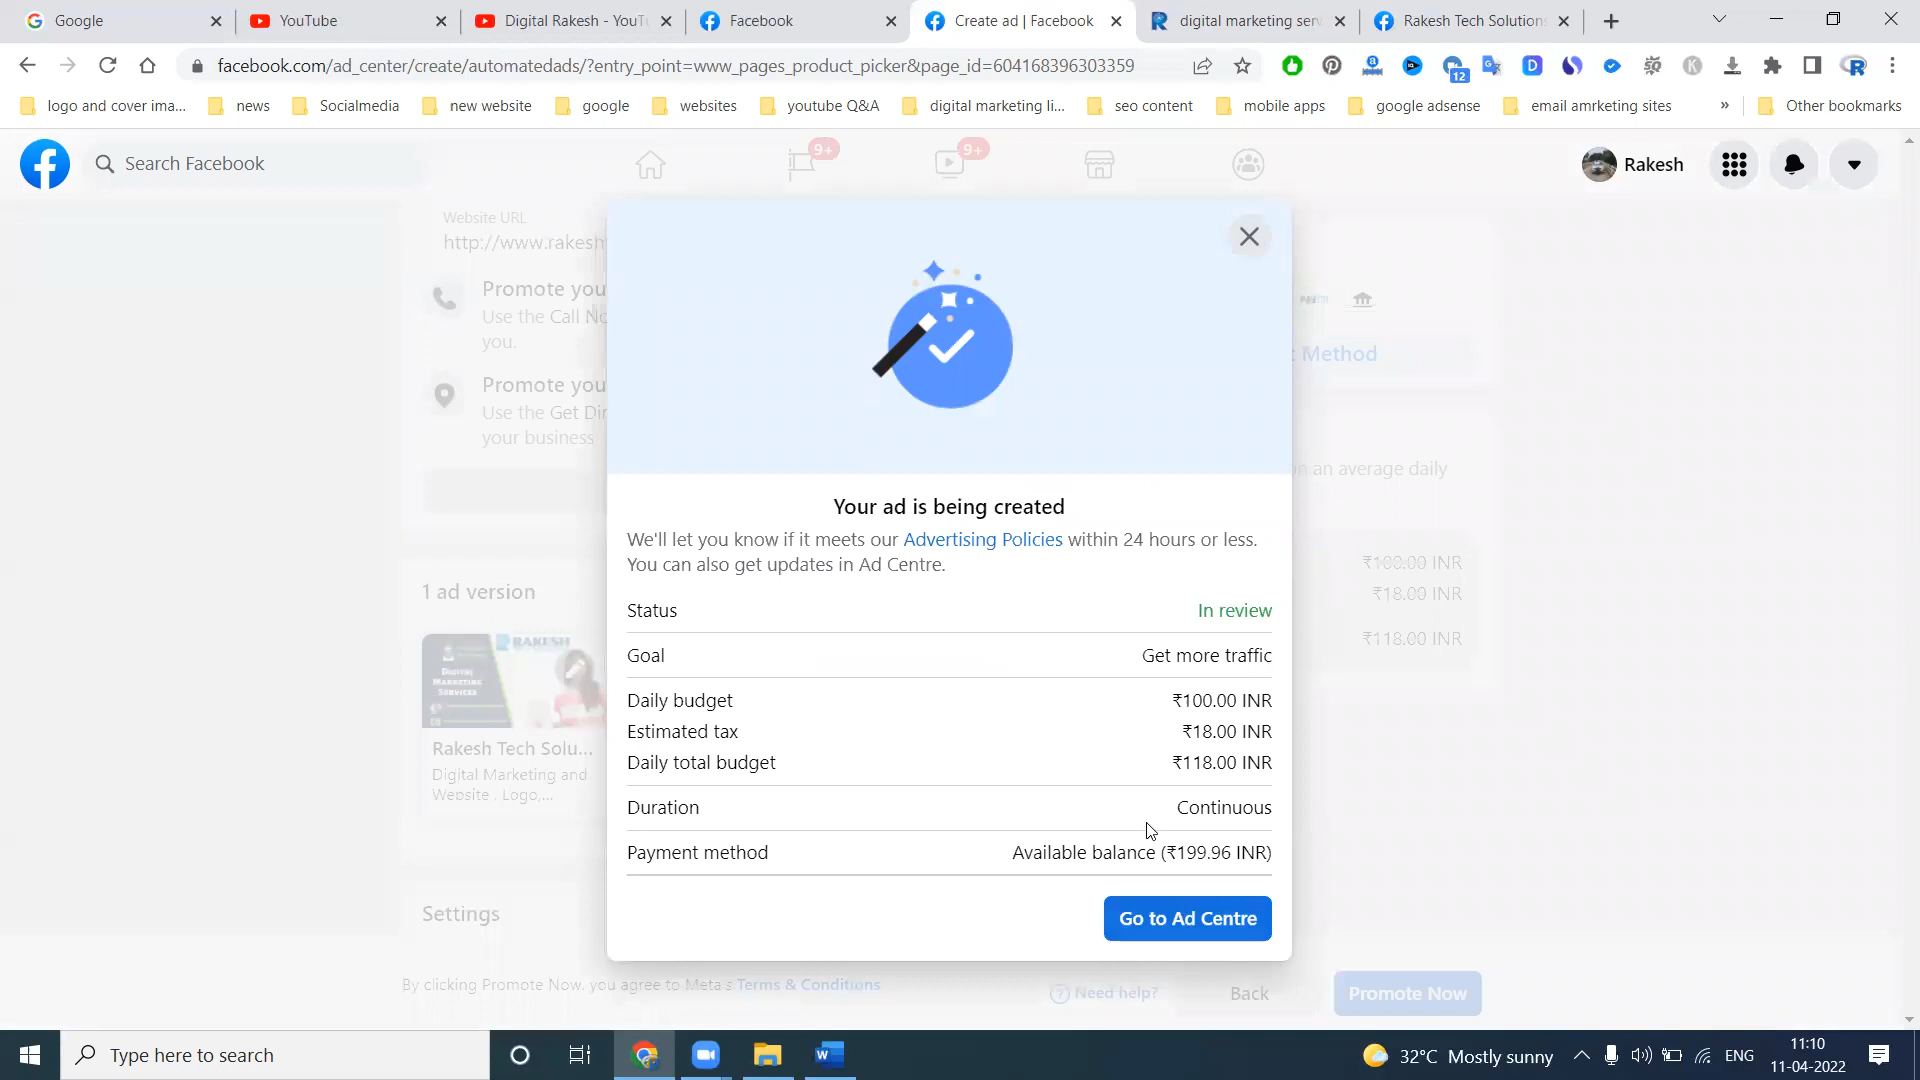 Google
YouTube
Digital Rakesh - YouTu
Facebook
Create ad | Facebook
digital marketing serv
Rakesh Tech Solutions
facebook.com/ad_center/create/automatedads/?entry_point=www_pages_product_picker&page_id=604168396303359
12
logo and cover ima...
news
Socialmedia
new website
google
websites
youtube Q&A
digital marketing li...
seo content
mobile apps
google adsense
email amrketing sites
»
Other bookmarks
Search Facebook
9+
9+
Rakesh
Website URL
http://www.rakesh
Promote you
Use the Call No
you.
Promote you
Use the Get Dir
your business
Method
n an average daily
₹100.00 INR
₹18.00 INR
₹118.00 INR
1 ad version
RAKESH
Digital
Marketing
Services
Rakesh Tech Solu...
Digital Marketing and
Website , Logo,...
Settings
Your ad is being created
We'll let you know if it meets our Advertising Policies within 24 hours or less.
You can also get updates in Ad Centre.
Status
In review
Goal
Get more traffic
Daily budget
₹100.00 INR
Estimated tax
₹18.00 INR
Daily total budget
₹118.00 INR
Duration
Continuous
Payment method
Available balance (₹199.96 INR)
Go to Ad Centre
By clicking Promote Now, you agree to Meta's Terms & Conditions
Need help?
Back
Promote Now
Type here to search
32°C Mostly sunny
ENG
11:10
11-04-2022